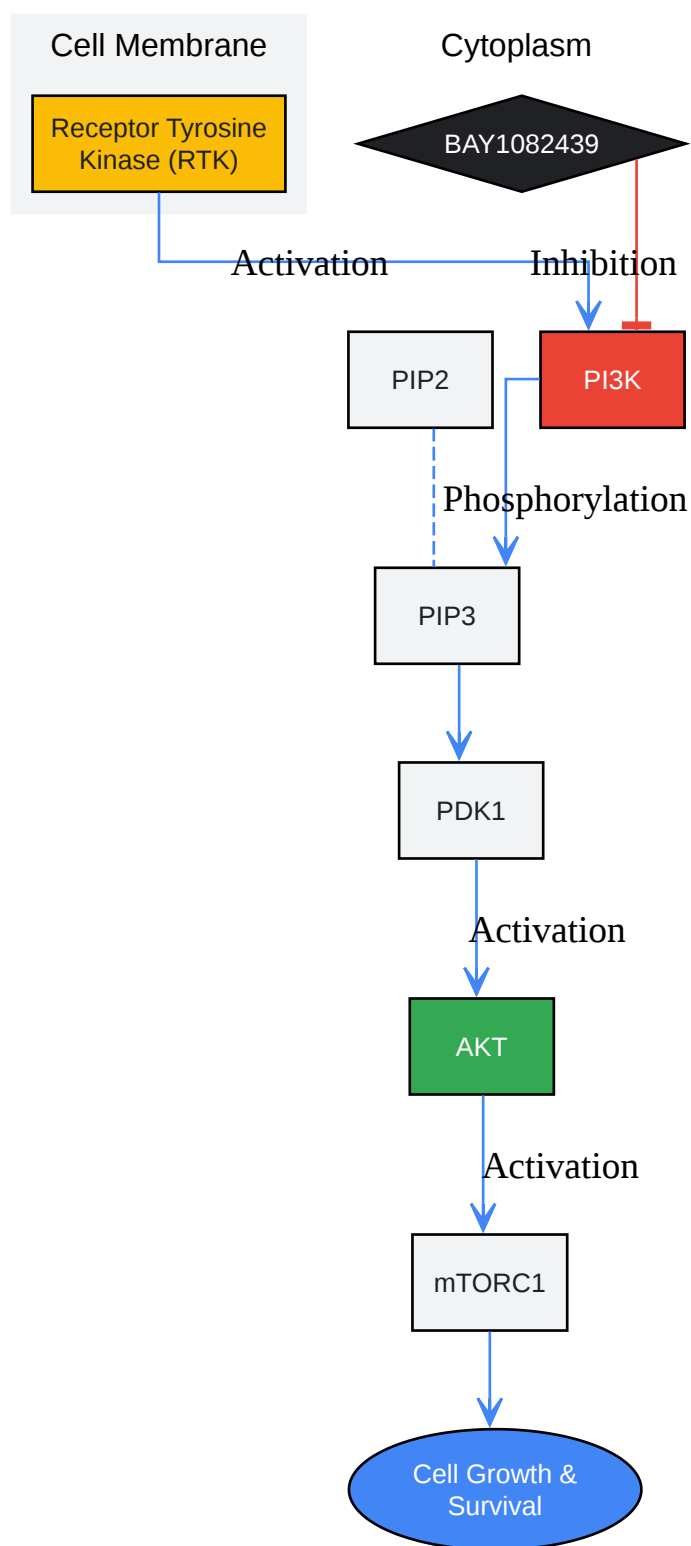 Cell Membrane
Cytoplasm
Receptor Tyrosine
Kinase (RTK)
BAY1082439
Activation
Inhibition
PIP2
PI3K
Phosphorylation
PIP3
PDK1
Activation
AKT
Activation
mTORC1
Cell Growth &
Survival